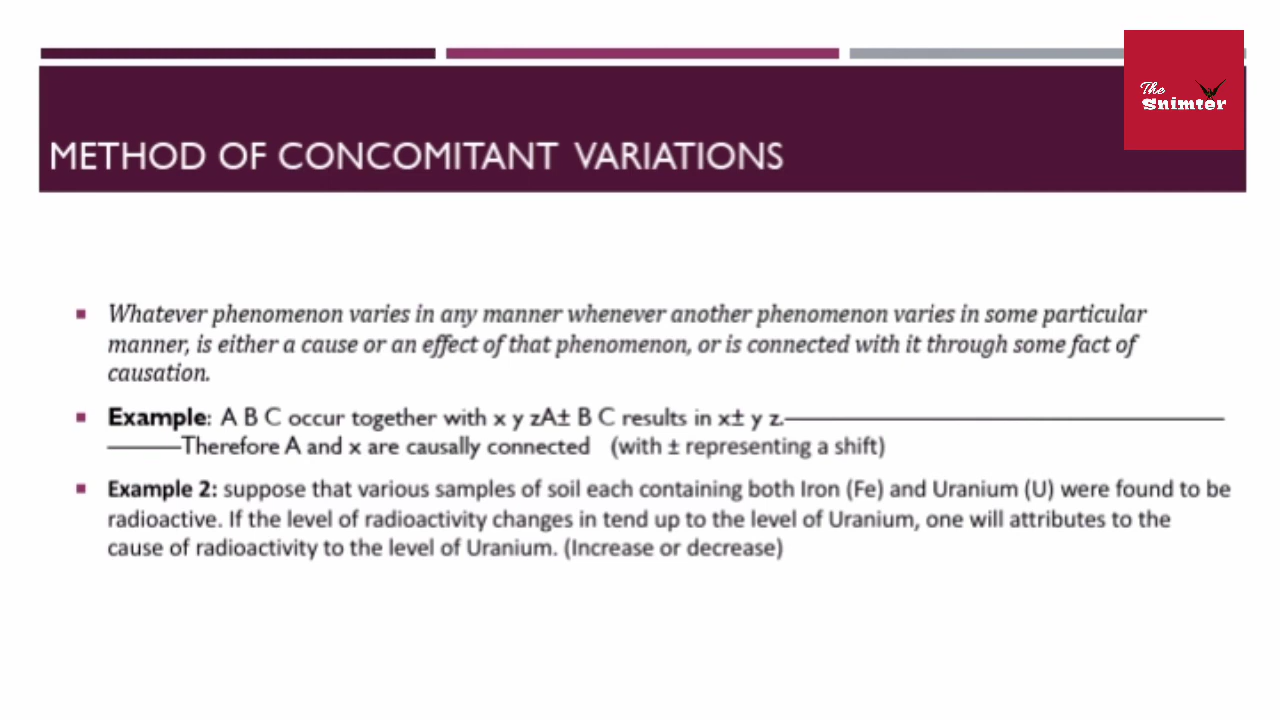 The
Snimter
METHOD OF CONCOMITANT VARIATIONS
Whatever phenomenon varies in any manner whenever another phenomenon varies in some particular
manner, is either a cause or an effect of that phenomenon, or is connected with it through some fact of
causation.
Example: A B C occur together with x y zA± B C results in x± y z.————————————————
———Therefore A and x are causally connected (with ± representing a shift)
Example 2: suppose that various samples of soil each containing both Iron (Fe) and Uranium (U) were found to be
radioactive. If the level of radioactivity changes in tend up to the level of Uranium, one will attributes to the
cause of radioactivity to the level of Uranium. (Increase or decrease)